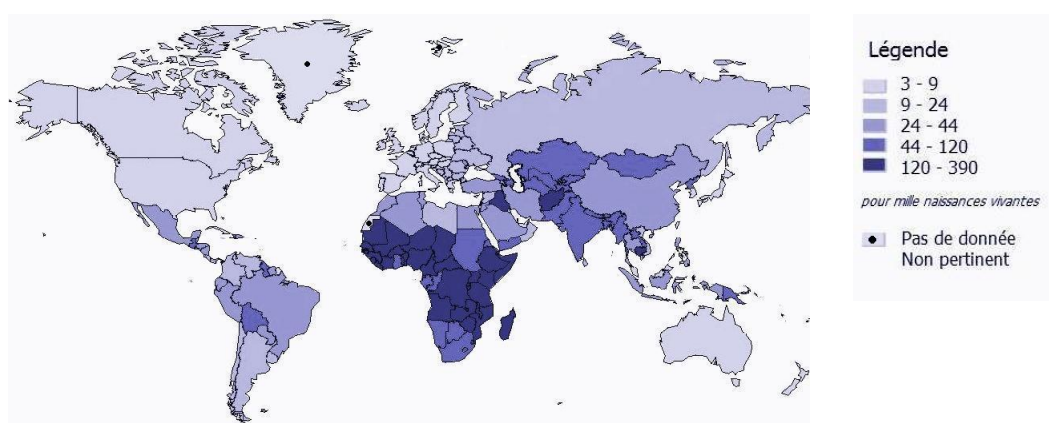 Légende
3 - 9
9 - 24
24 - 44
44 - 120
120 - 390
pour mille naissances vivantes
Pas de donnée
Non pertinent